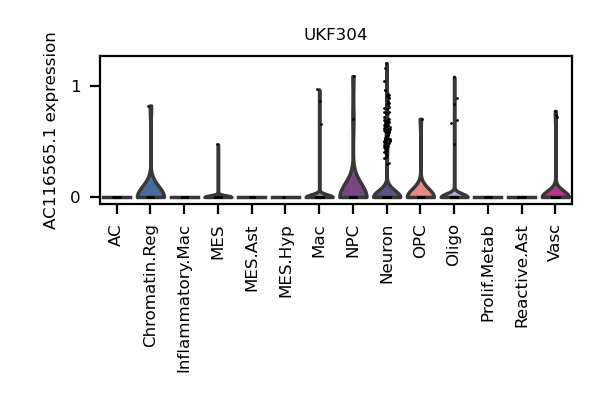 UKF304
AC116565.1 expression
1
0
AC
Chromatin.Reg
Inflammatory.Mac
MES
MES.Ast
MES.Hyp
Mac
NPC
Neuron
OPC
Oligo
Prolif.Metab
Reactive.Ast
Vasc